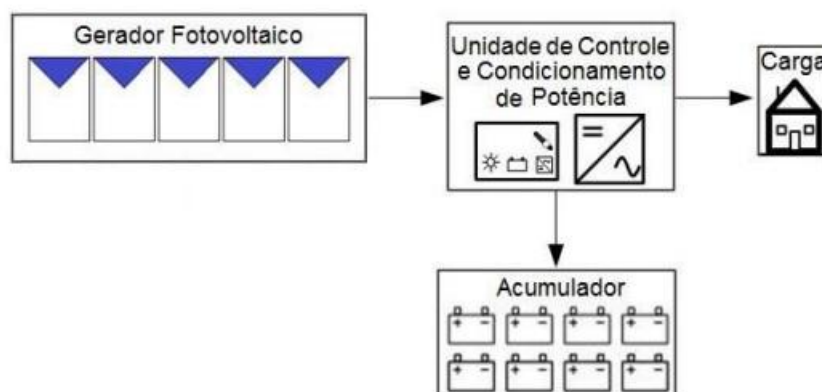 Gerador Fotovoltaico
Unidade de Controle
e Condicionamento
de Potência
Carga
Acumulador